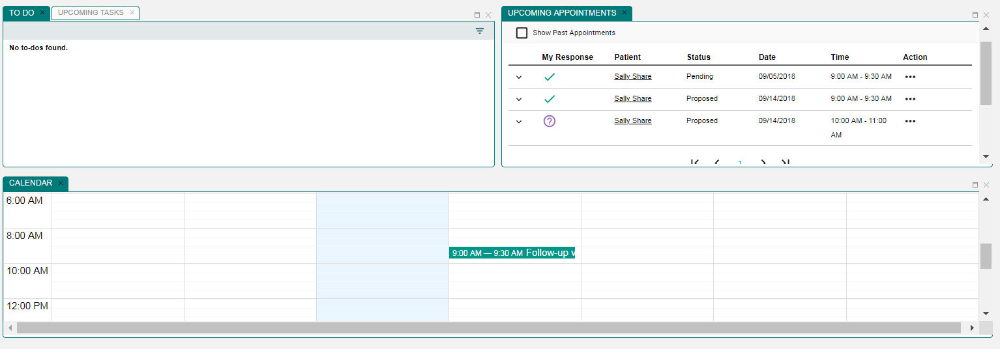 TO DO
UPCOMING TASKS
No to-dos found.
UPCOMING APPOINTMENTS
Show Past Appointments
My Response Patient Status Date Time Action
Sally Share Pending 09/05/2018 9:00 AM - 9:30 AM
Sally Share Proposed 09/14/2018 9:00 AM - 9:30 AM
Sally Share Proposed 09/14/2018 10:00 AM - 11:00
AM
1
CALENDAR
6:00 AM
8:00 AM
9:00 AM — 9:30 AM Follow-up v
10:00 AM
12:00 PM